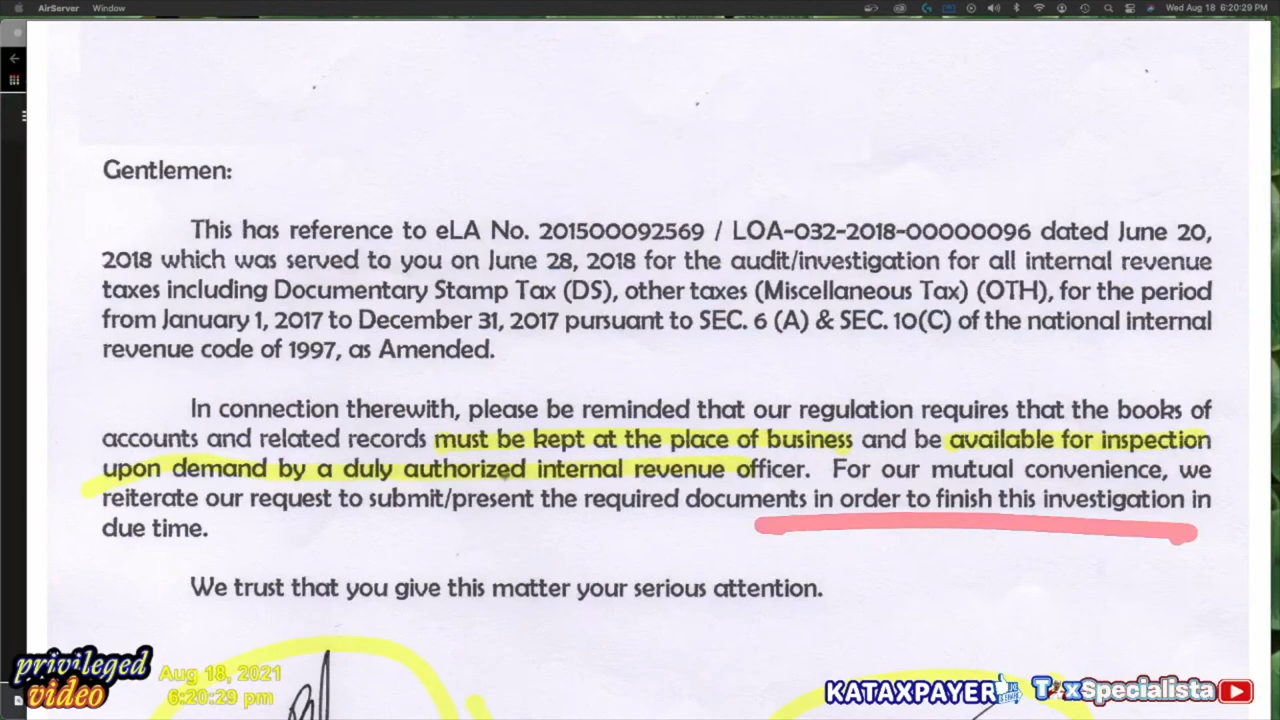 AirServer Window Wed Aug 18 6:20:29 PM
Gentlemen:
This has reference to eLA No. 201500092569 / LOA-032-2018-00000096 dated June 20,
2018 which was served to you on June 28, 2018 for the audit/investigation for all internal revenue
taxes including Documentary Stamp Tax (DS), other taxes (Miscellaneous Tax) (OTH), for the period
from January 1, 2017 to December 31, 2017 pursuant to SEC. 6 (A) & SEC. 10(C) of the national internal
revenue code of 1997, as Amended.
In connection therewith, please be reminded that our regulation requires that the books of
accounts and related records must be kept at the place of business and be available for inspection
upon demand by a duly authorized internal revenue officer. For our mutual convenience, we
reiterate our request to submit/present the required documents in order to finish this investigation in
due time.
We trust that you give this matter your serious attention.
privileged
video
Aug 18, 2021
6:20:29 pm
KATAXPAYER TaxSpecialista